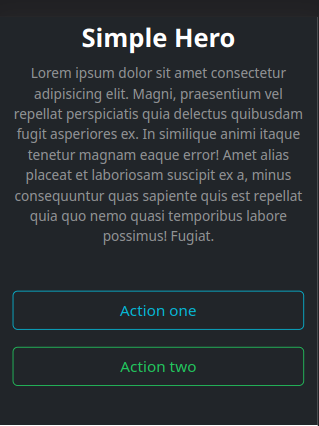 Simple Hero
Lorem ipsum dolor sit amet consectetur
adipisicing elit. Magni, praesentium vel
repellat perspiciatis quia delectus quibusdam
fugit asperiores ex. In similique animi itaque
tenetur magnam eaque error! Amet alias
placeat et laboriosam suscipit ex a, minus
consequuntur quas sapiente quis est repellat
quia quo nemo quasi temporibus labore
possimus! Fugiat.
Action one
Action two